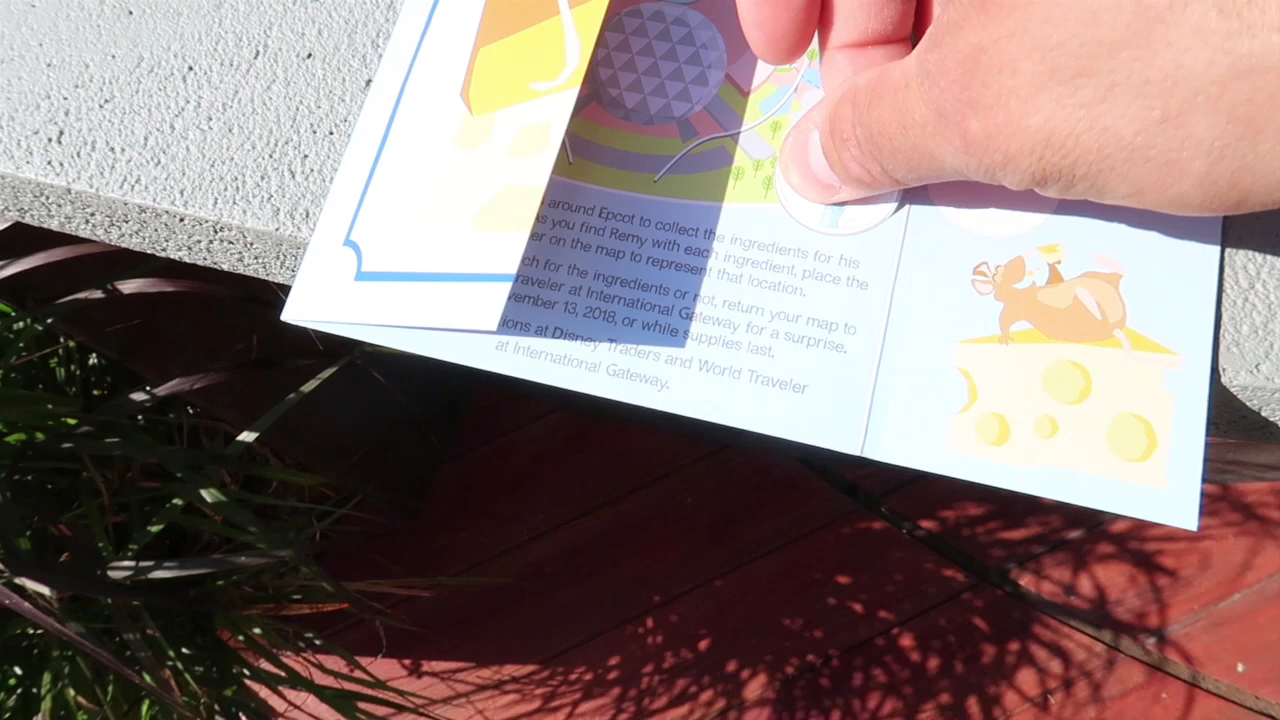 around Epcot to collect the ingredients for his
As you find Remy with each ingredient, place the
er on the map to represent that location.
ch for the ingredients or not, return your map to
raveler at International Gateway for a surprise.
vember 13, 2018, or while supplies last.
ions at Disney Traders and World Traveler
at International Gateway.